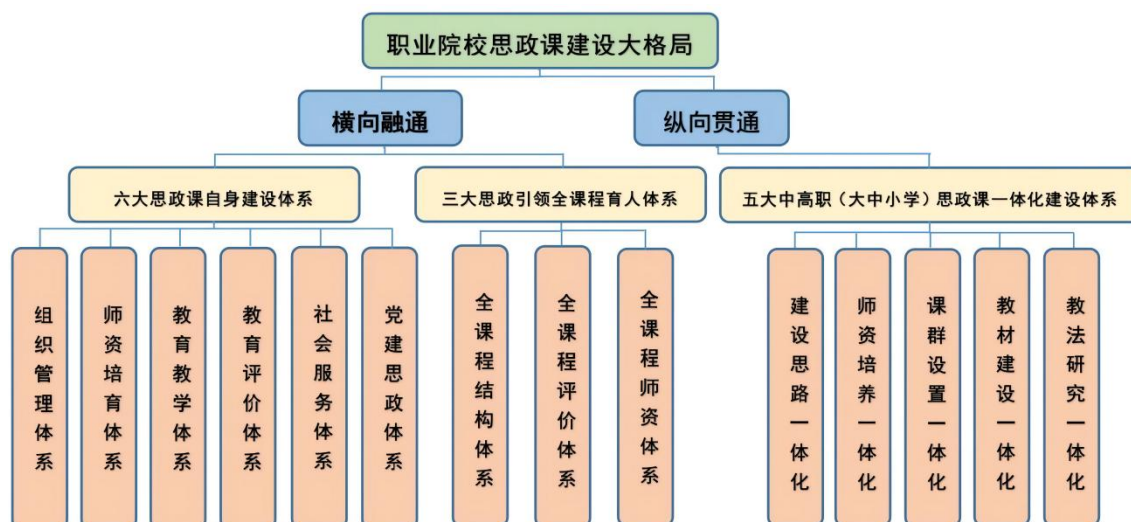 职业院校思政课建设大格局
横向融通
纵向贯通
六大思政课自身建设体系
三大思政引领全课程育人体系
五大中高职（大中小学）思政课一体化建设体系
组织管理体系
师资培育体系
教育教学体系
教育评价体系
社会服务体系
党建思政体系
全课程结构体系
全课程评价体系
全课程师资体系
建设思路一体化
师资培养一体化
课群设置一体化
教材建设一体化
教法研究一体化